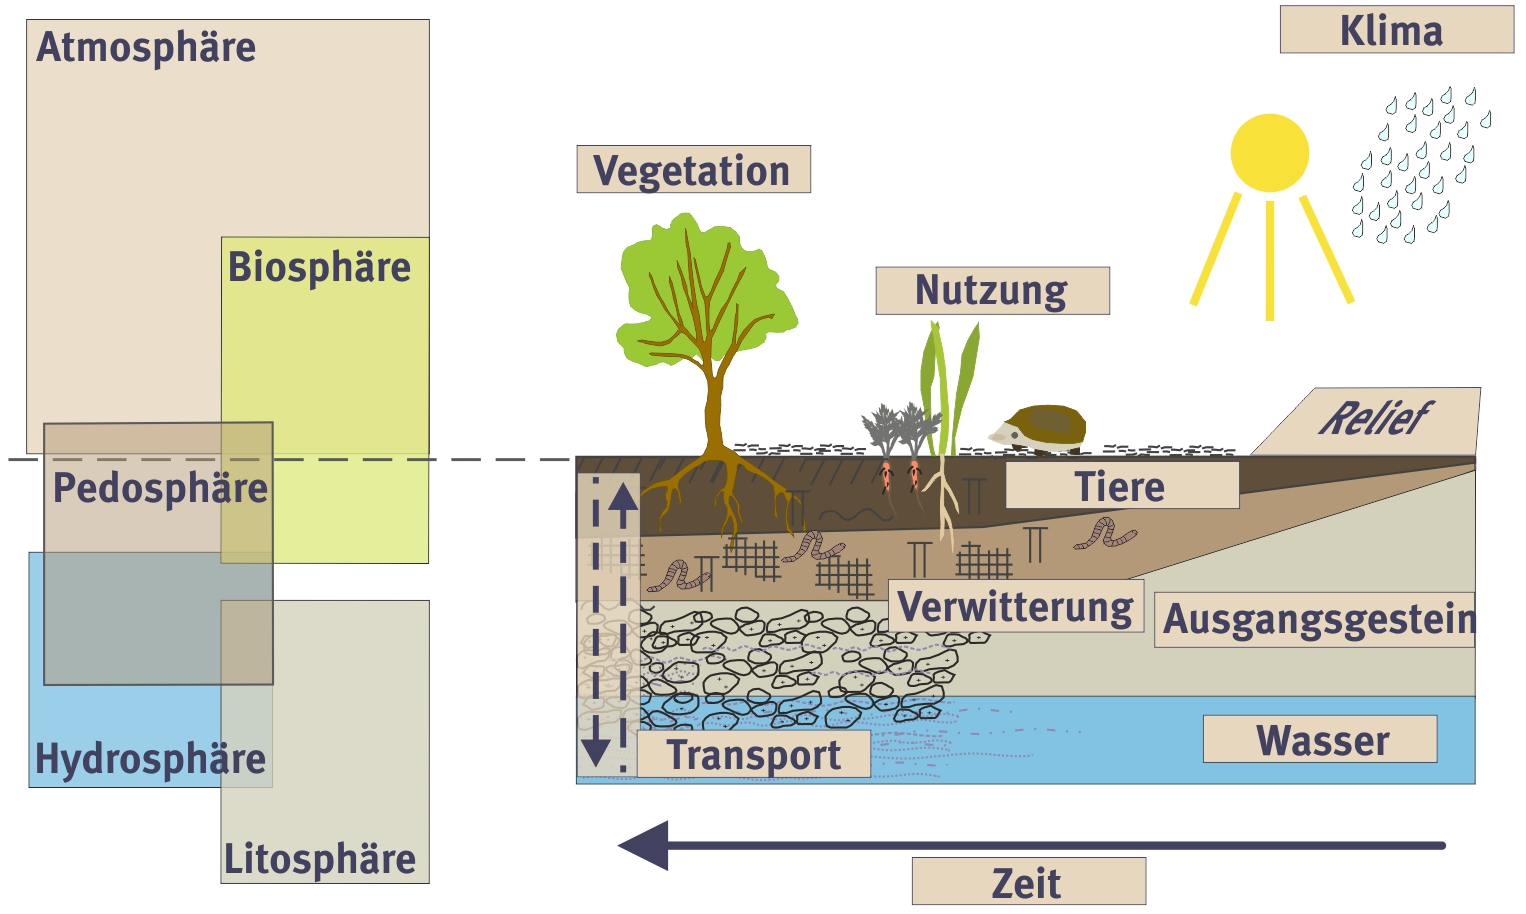 Atmosphäre
Biosphäre
Pedosphäre
Hydrosphäre
Litosphäre
Klima
Vegetation
Nutzung
Relief
Tiere
Verwitterung
Ausgangsgestein
Transport
Wasser
Zeit